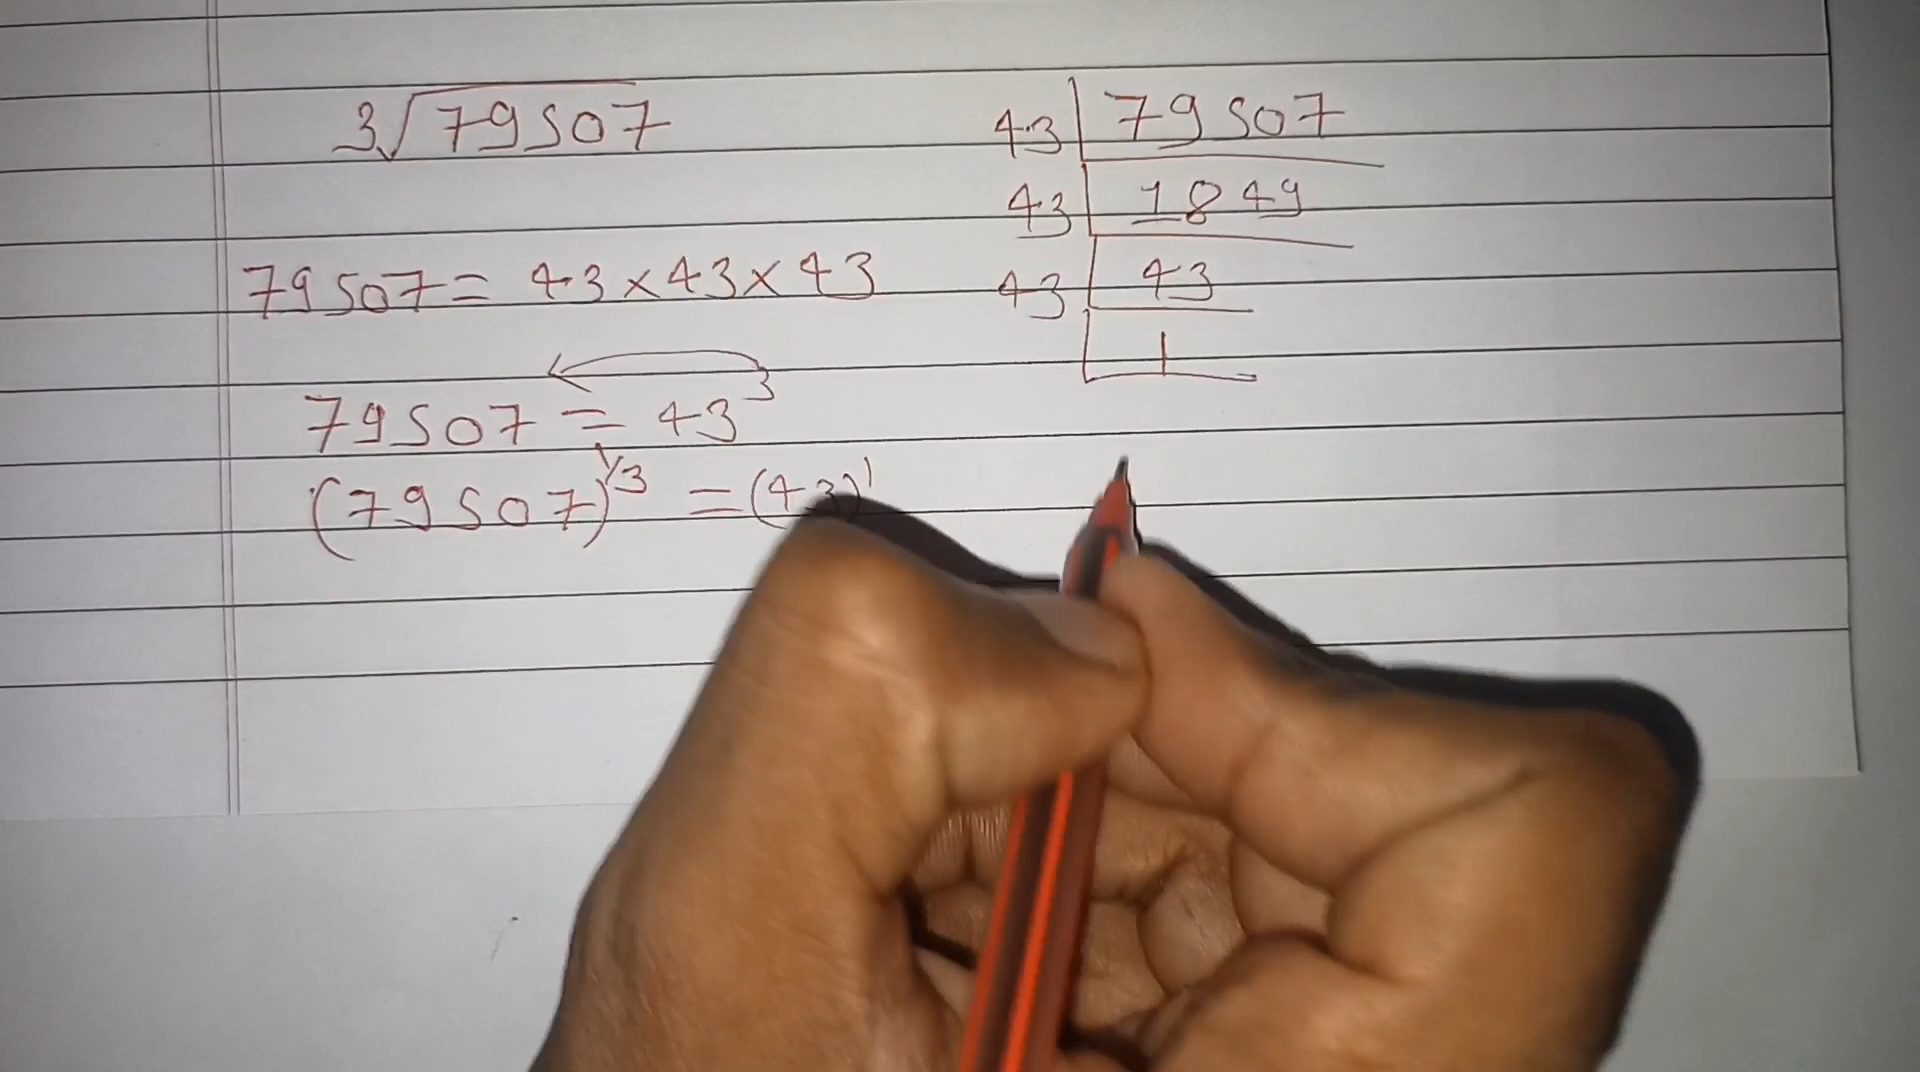 ∛79507
79507 = 43 × 43 × 43
79507 = 43³
(79507)^1/3 = (43)^1
43 | 79507
43 | 1849
43 | 43
1